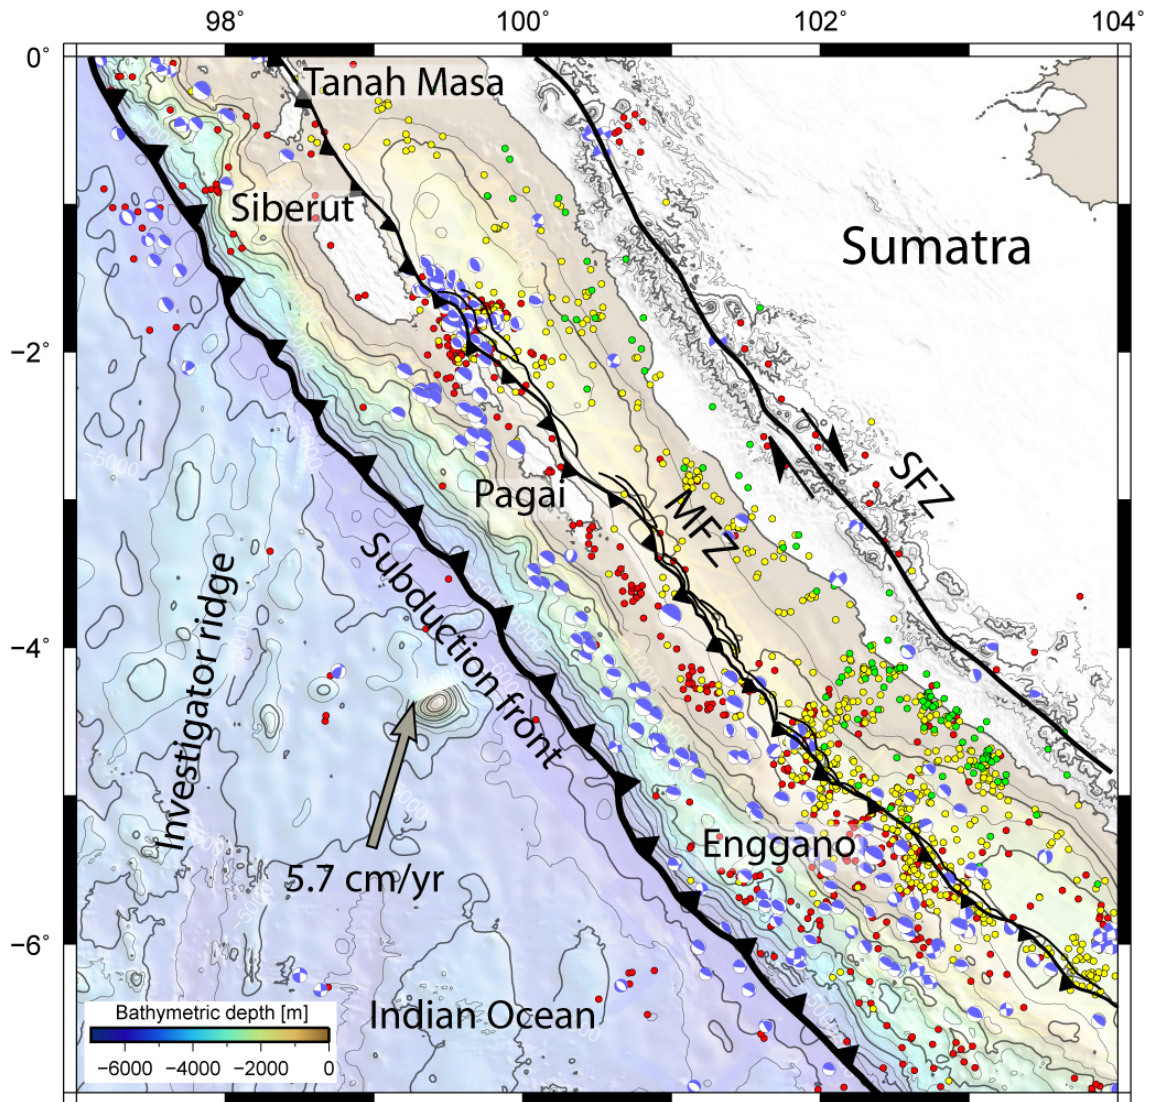 98° 100° 102° 104°
0°
Tanah Masa
Siberut
Sumatra
−2°
−5000
Pagai
MFZ
SFZ
Subduction front
−4°
Investigator ridge
Enggano
5.7 cm/yr
−6°
Indian Ocean
Bathymetric depth [m]
−6000 −4000 −2000 0